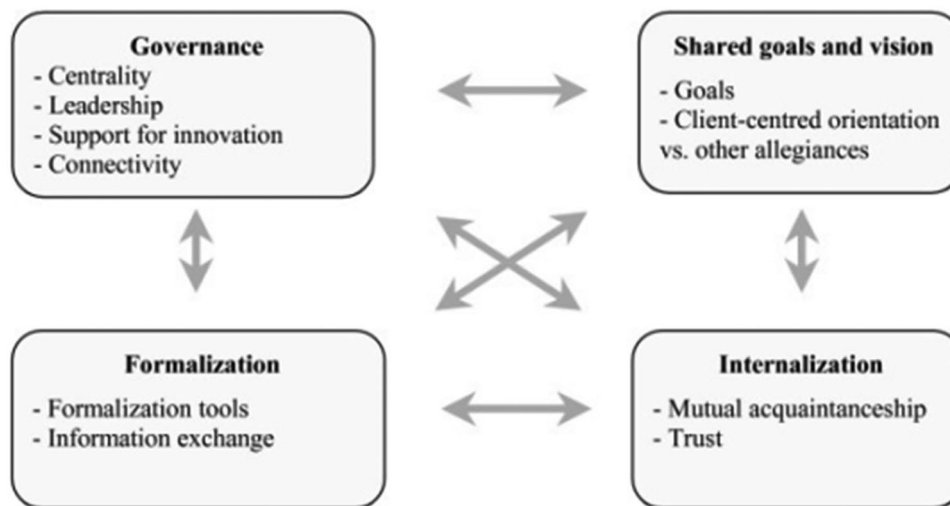 Governance
- Centrality
- Leadership
- Support for innovation
- Connectivity
Shared goals and vision
- Goals
- Client-centred orientation
vs. other allegiances
Formalization
- Formalization tools
- Information exchange
Internalization
- Mutual acquaintanceship
- Trust